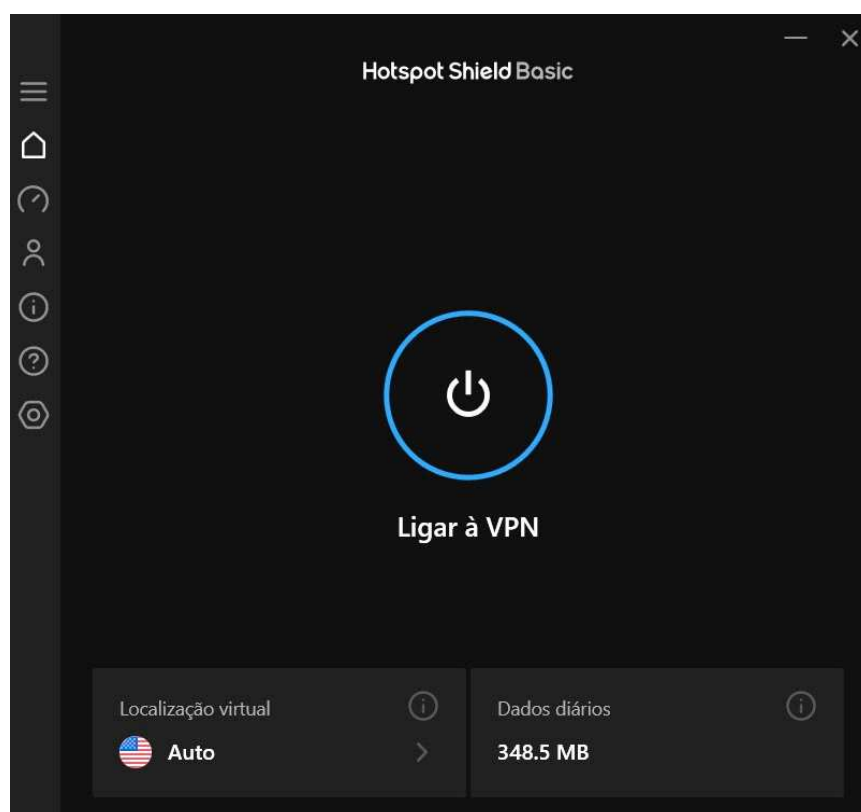 Hotspot Shield Basic
Ligar à VPN
Localização virtual
Auto
Dados diários
348.5 MB